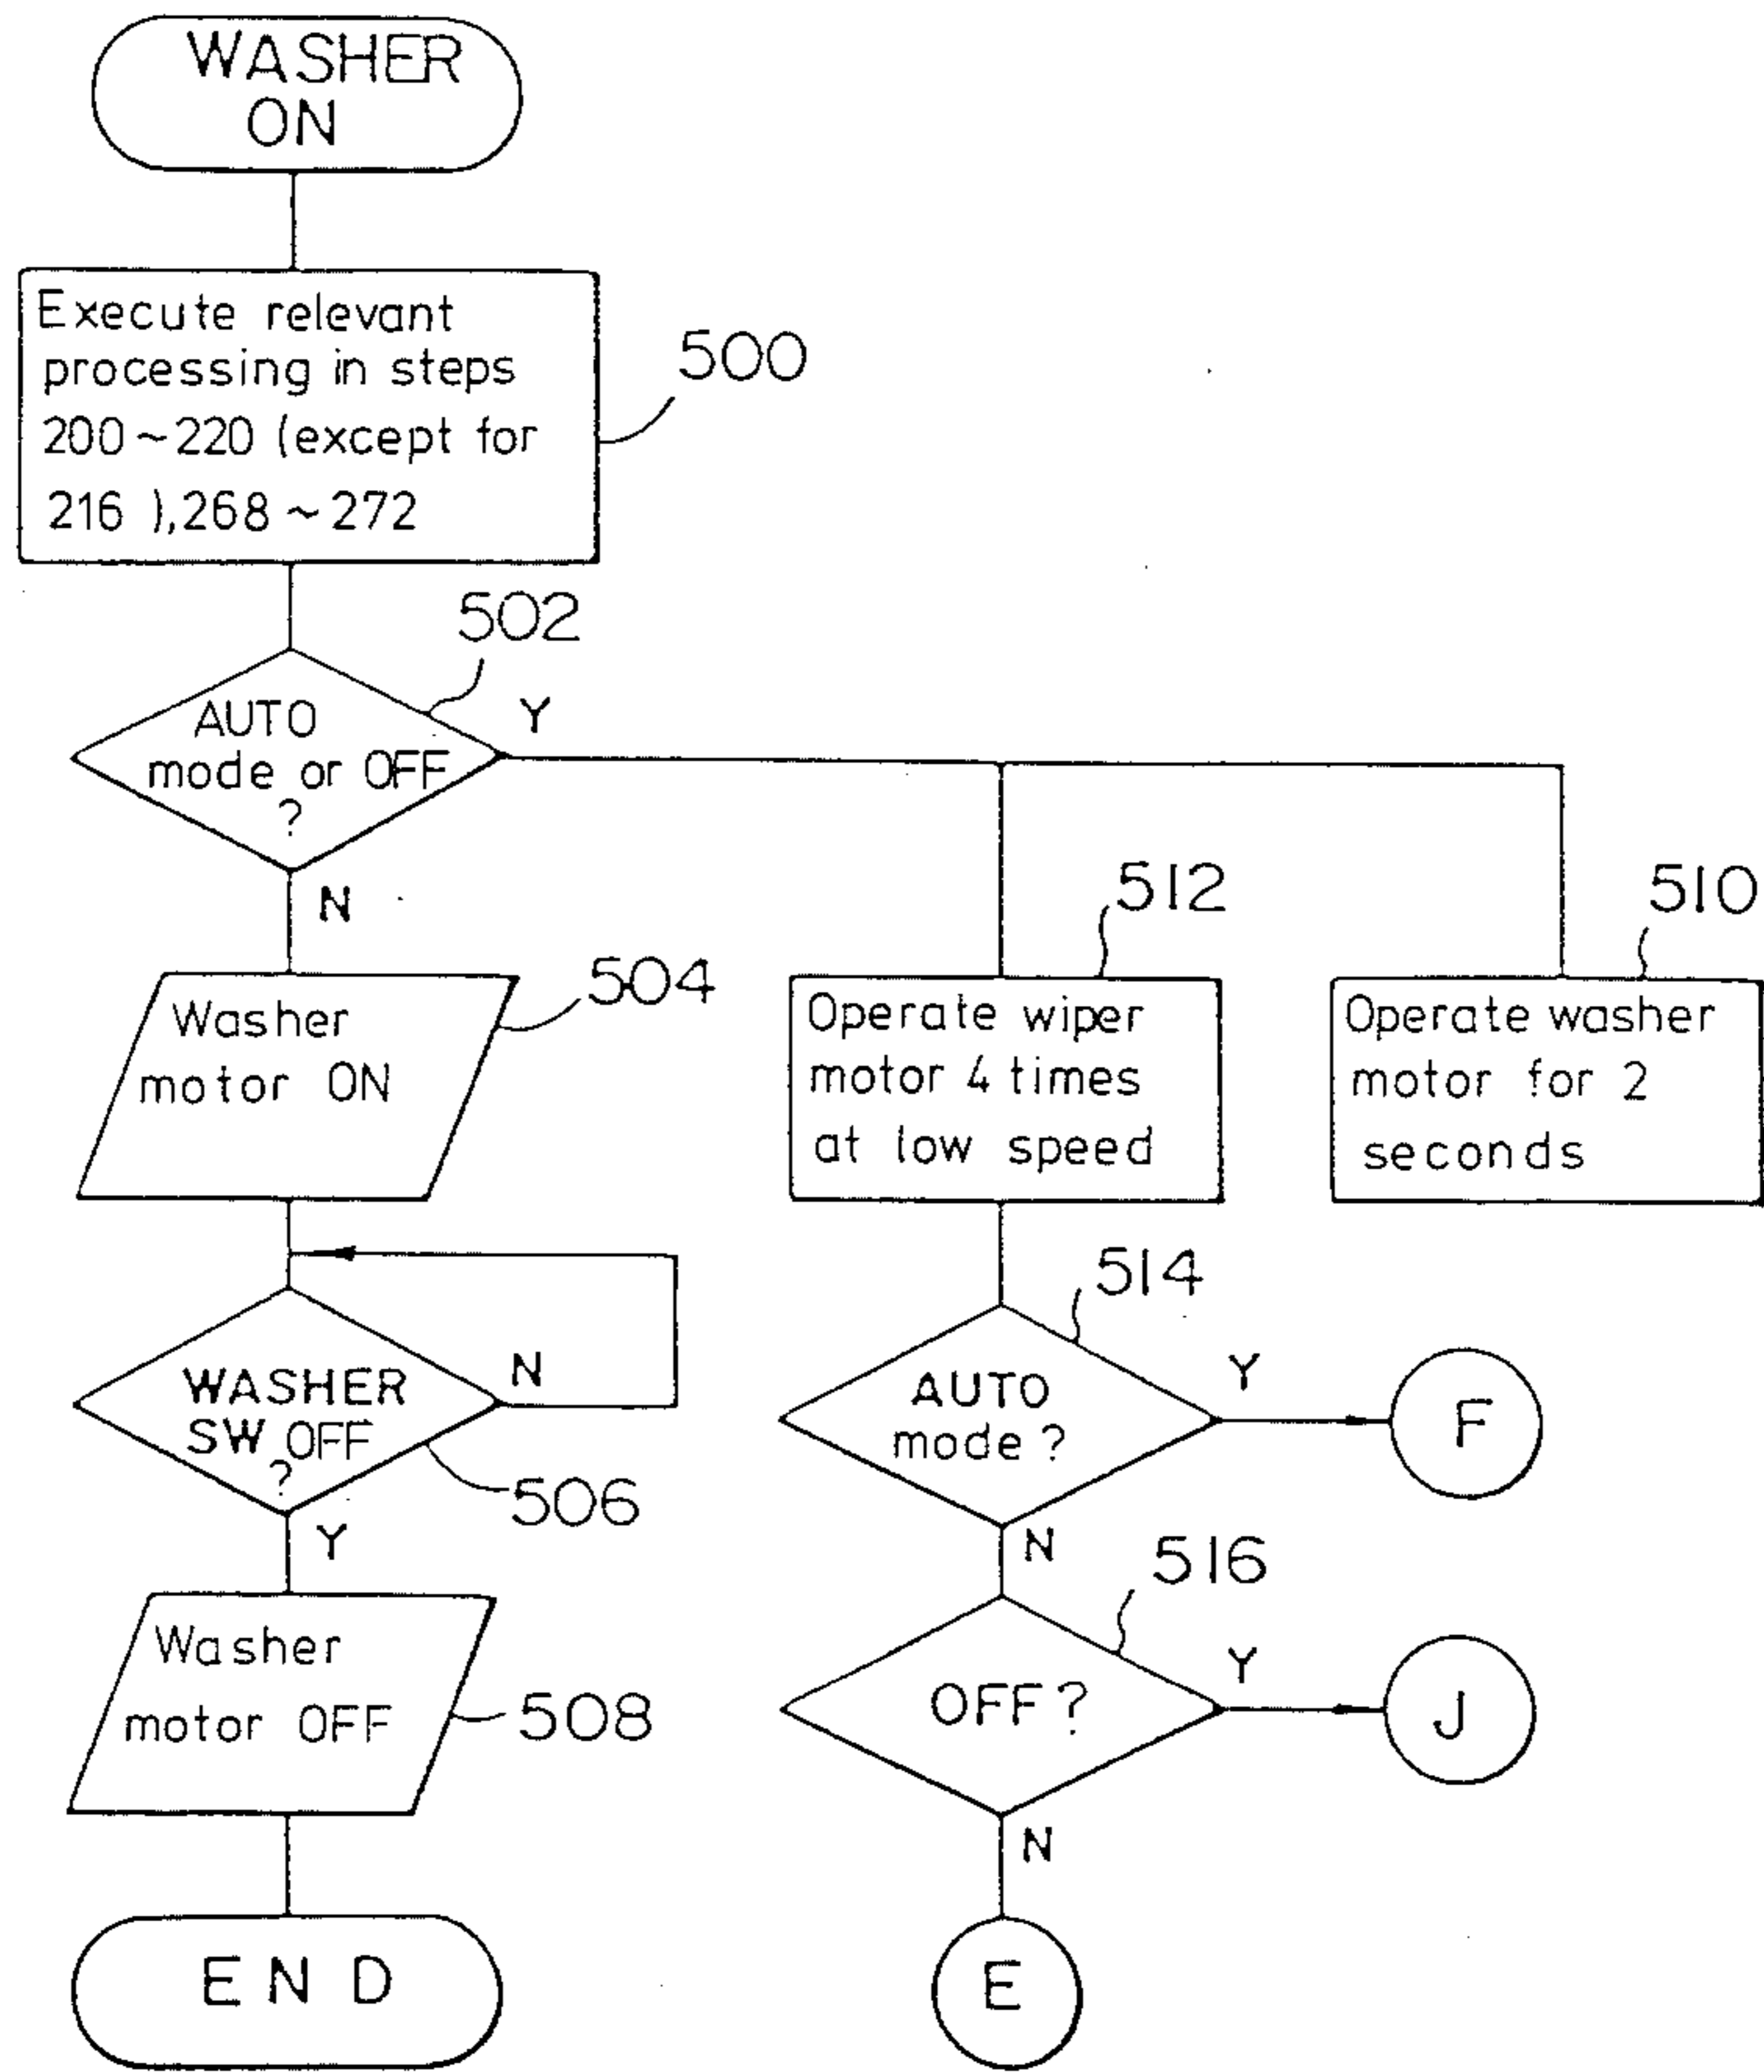 WASHER
ON
Execute relevant
processing in steps
200~220 (except for
216 ),268~272
500
502
AUTO
mode or OFF
?
Y
N
504
Washer
motor ON
512
Operate wiper
motor 4 times
at low speed
510
Operate washer
motor for 2
seconds
WASHER
SW OFF
?
N
506
Y
514
AUTO
mode?
Y
F
N
Washer
motor OFF
508
516
OFF?
Y
J
N
END
E